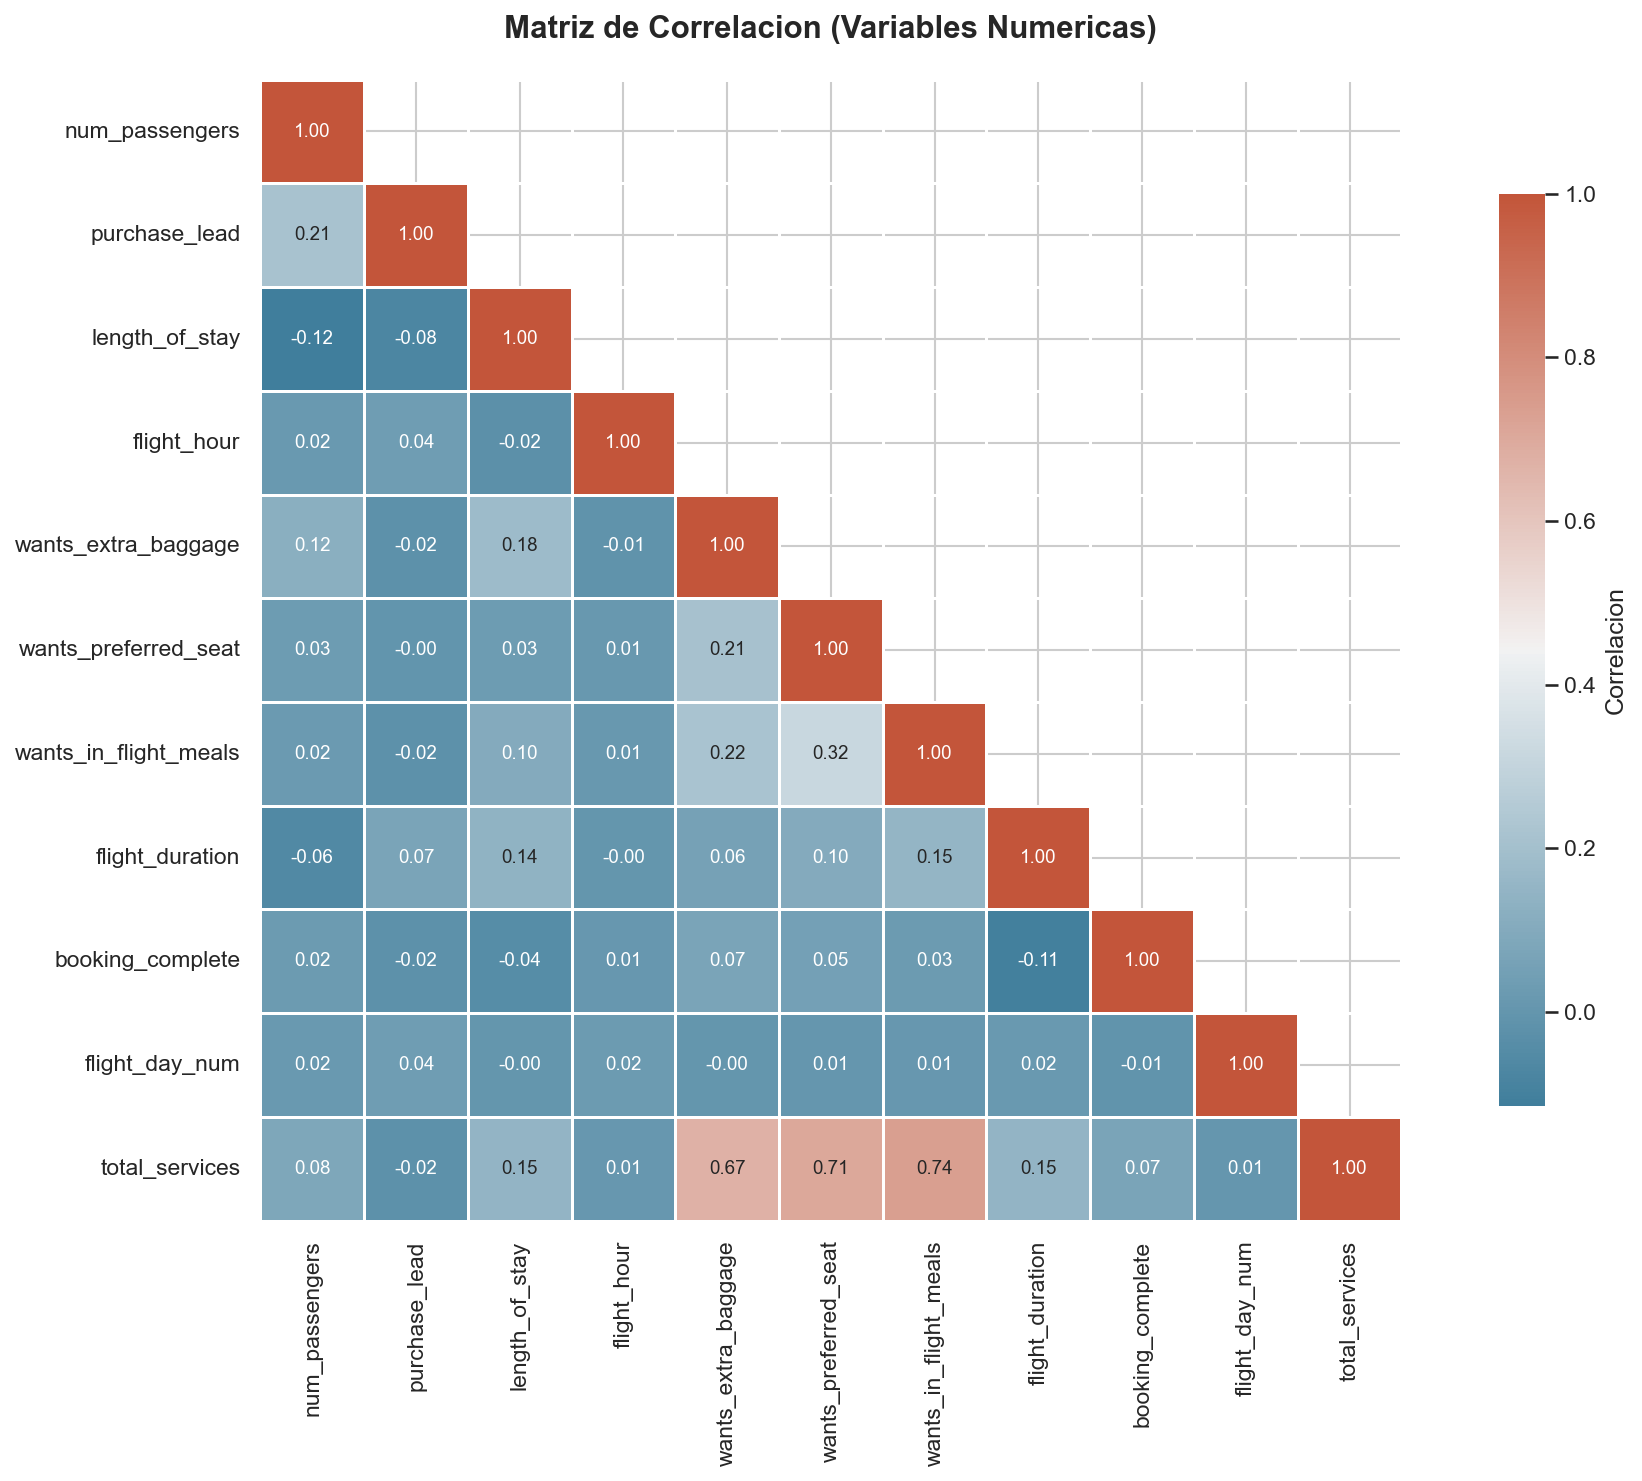 Matriz de Correlacion (Variables Numericas)
num_passengers 1.00
purchase_lead 0.21 1.00
length_of_stay -0.12 -0.08 1.00
flight_hour 0.02 0.04 -0.02 1.00
wants_extra_baggage 0.12 -0.02 0.18 -0.01 1.00
wants_preferred_seat 0.03 -0.00 0.03 0.01 0.21 1.00
wants_in_flight_meals 0.02 -0.02 0.10 0.01 0.22 0.32 1.00
flight_duration -0.06 0.07 0.14 -0.00 0.06 0.10 0.15 1.00
booking_complete 0.02 -0.02 -0.04 0.01 0.07 0.05 0.03 -0.11 1.00
flight_day_num 0.02 0.04 -0.00 0.02 -0.00 0.01 0.01 0.02 -0.01 1.00
total_services 0.08 -0.02 0.15 0.01 0.67 0.71 0.74 0.15 0.07 0.01 1.00
num_passengers
purchase_lead
length_of_stay
flight_hour
wants_extra_baggage
wants_preferred_seat
wants_in_flight_meals
flight_duration
booking_complete
flight_day_num
total_services
1.0
0.8
0.6
0.4
0.2
0.0
Correlacion